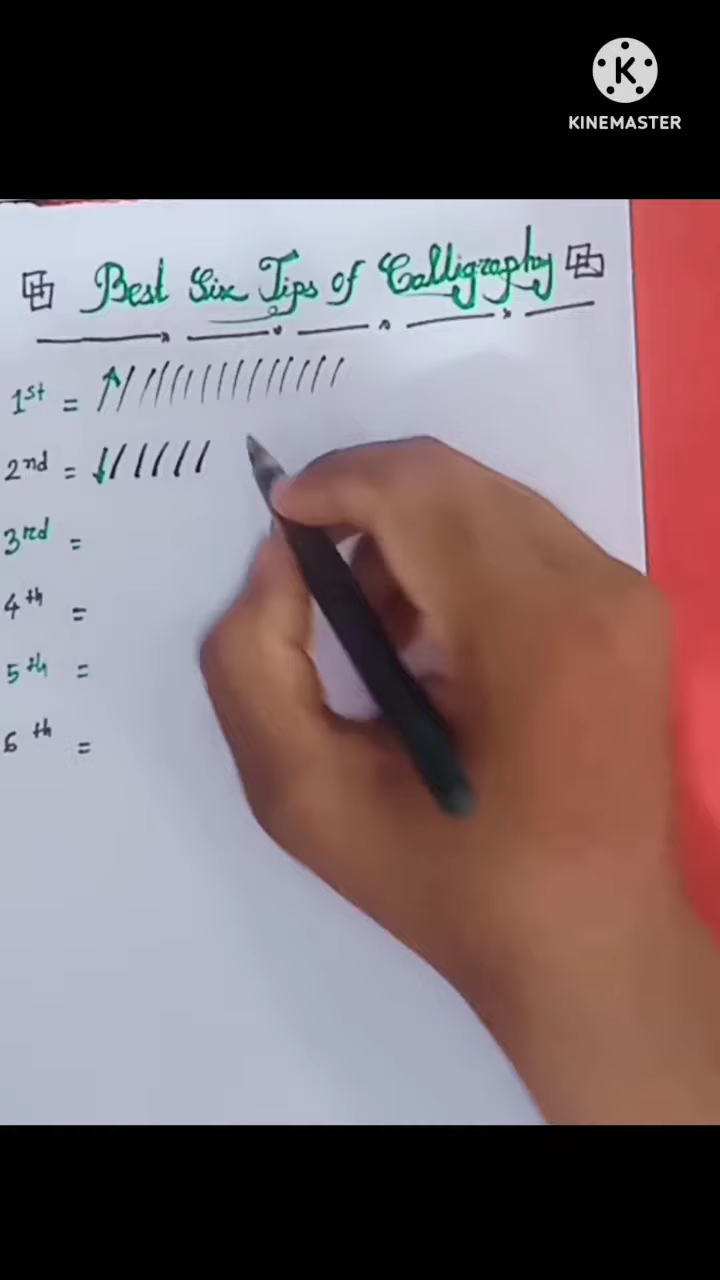 K
KINEMASTER
Best Six Tips of Calligraphy
1st =
2nd =
3rd =
4th =
5th =
6th =